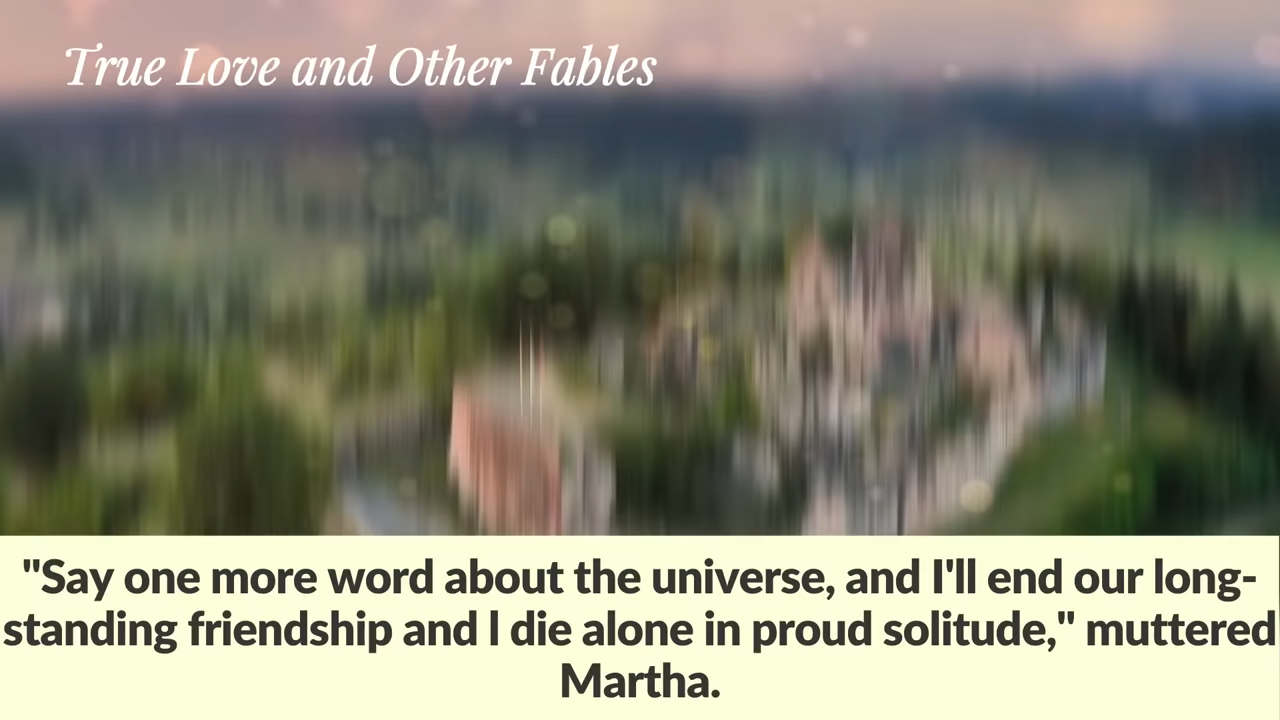 True Love and Other Fables
"Say one more word about the universe, and I'll end our long-
standing friendship and I die alone in proud solitude," muttered
Martha.